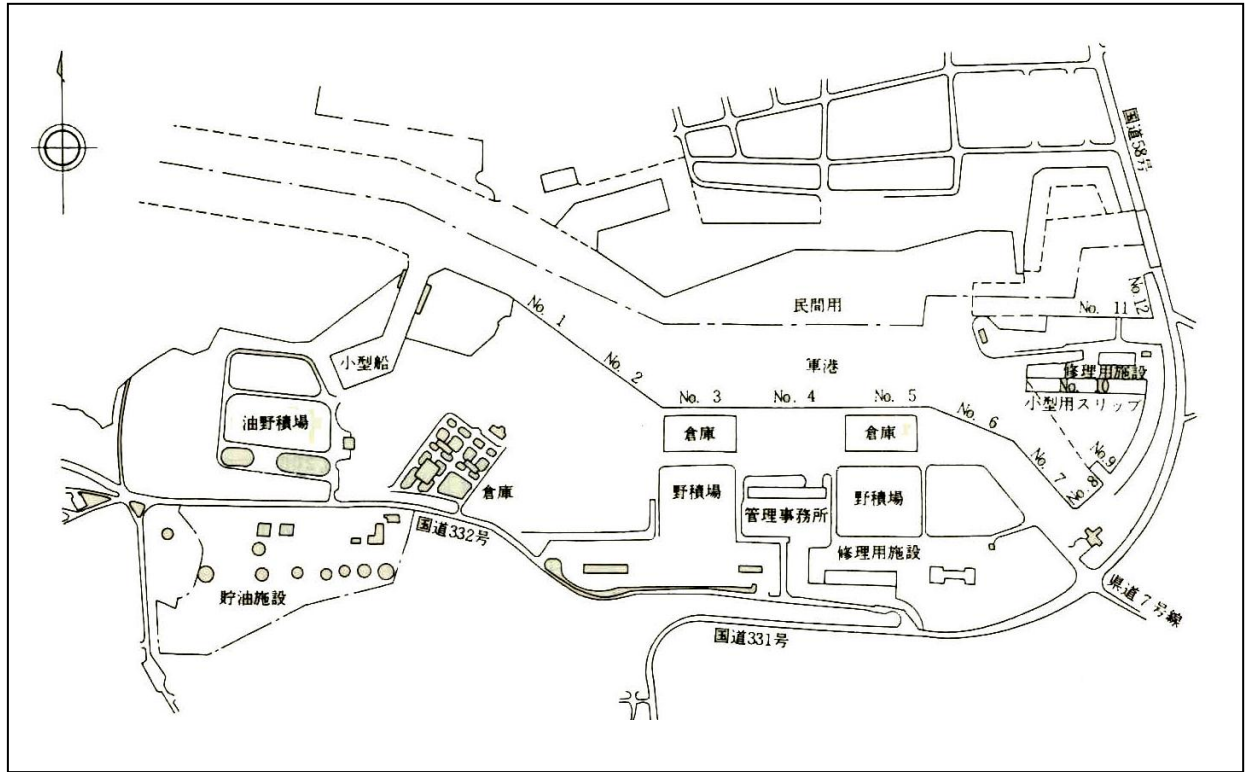 国道58号
民間用
No. 12
No. 11
No. 1
小型船
軍港
No. 2
修理用施設
No. 10
No. 3
No. 4
No. 5
小型用スリップ
油野積場
No. 6
倉庫
倉庫
No. 9
No. 7
No. 8
倉庫
野積場
野積場
管理事務所
国道332号
修理用施設
貯油施設
県道7号線
国道331号